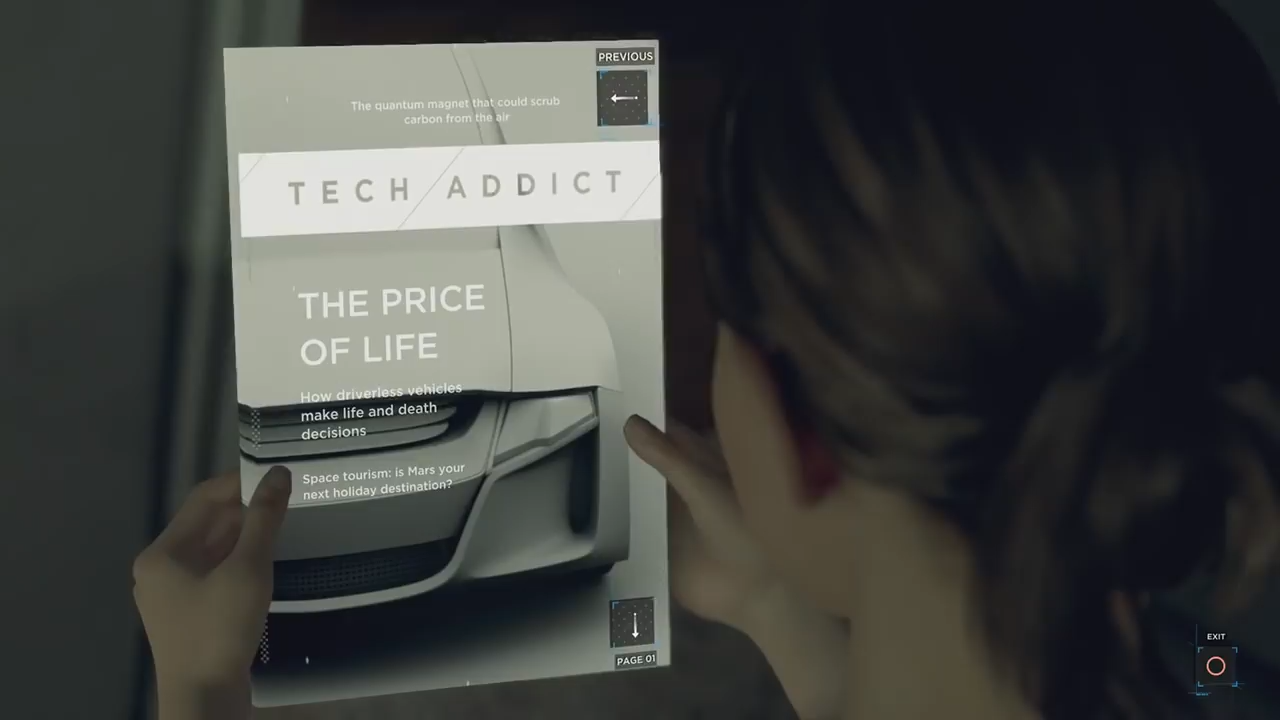 PREVIOUS
The quantum magnet that could scrub
carbon from the air
TECH ADDICT
THE PRICE
OF LIFE
How driverless vehicles
make life and death
decisions
Space tourism: is Mars your
next holiday destination?
PAGE 01
EXIT